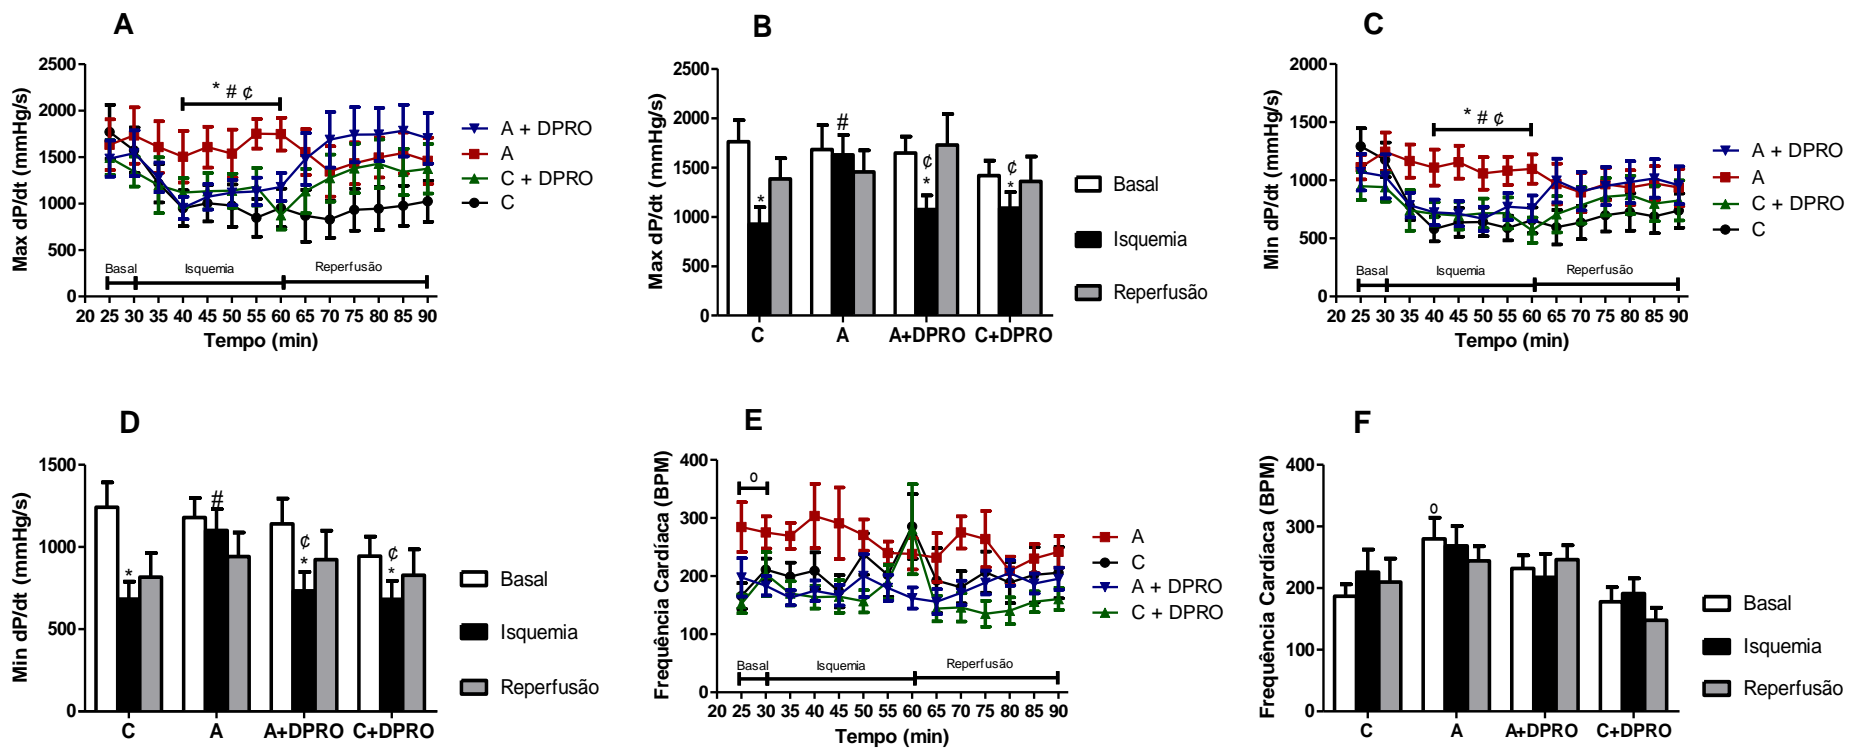 A
Max dP/dt (mmHg/s)
2500
2000
1500
1000
500
0
* # ¢
Basal
Isquemia
Reperfusão
20 25 30 35 40 45 50 55 60 65 70 75 80 85 90
Tempo (min)
A + DPRO
A
C + DPRO
C
B
Max dP/dt (mmHg/s)
2500
2000
1500
1000
500
0
*
#
¢
*
¢
*
C A A+DPRO C+DPRO
Basal
Isquemia
Reperfusão
C
Min dP/dt (mmHg/s)
2000
1500
1000
500
0
* # ¢
Basal
Isquemia
Reperfusão
20 25 30 35 40 45 50 55 60 65 70 75 80 85 90
Tempo (min)
A + DPRO
A
C + DPRO
C
D
Min dP/dt (mmHg/s)
1500
1000
500
0
*
#
¢
*
¢
*
C A A+DPRO C+DPRO
Basal
Isquemia
Reperfusão
E
Frequência Cardíaca (BPM)
400
300
200
100
0
o
Basal
Isquemia
Reperfusão
20 25 30 35 40 45 50 55 60 65 70 75 80 85 90
Tempo (min)
A
C
A + DPRO
C + DPRO
F
Frequência Cardíaca (BPM)
400
300
200
100
0
o
C A A+DPRO C+DPRO
Basal
Isquemia
Reperfusão